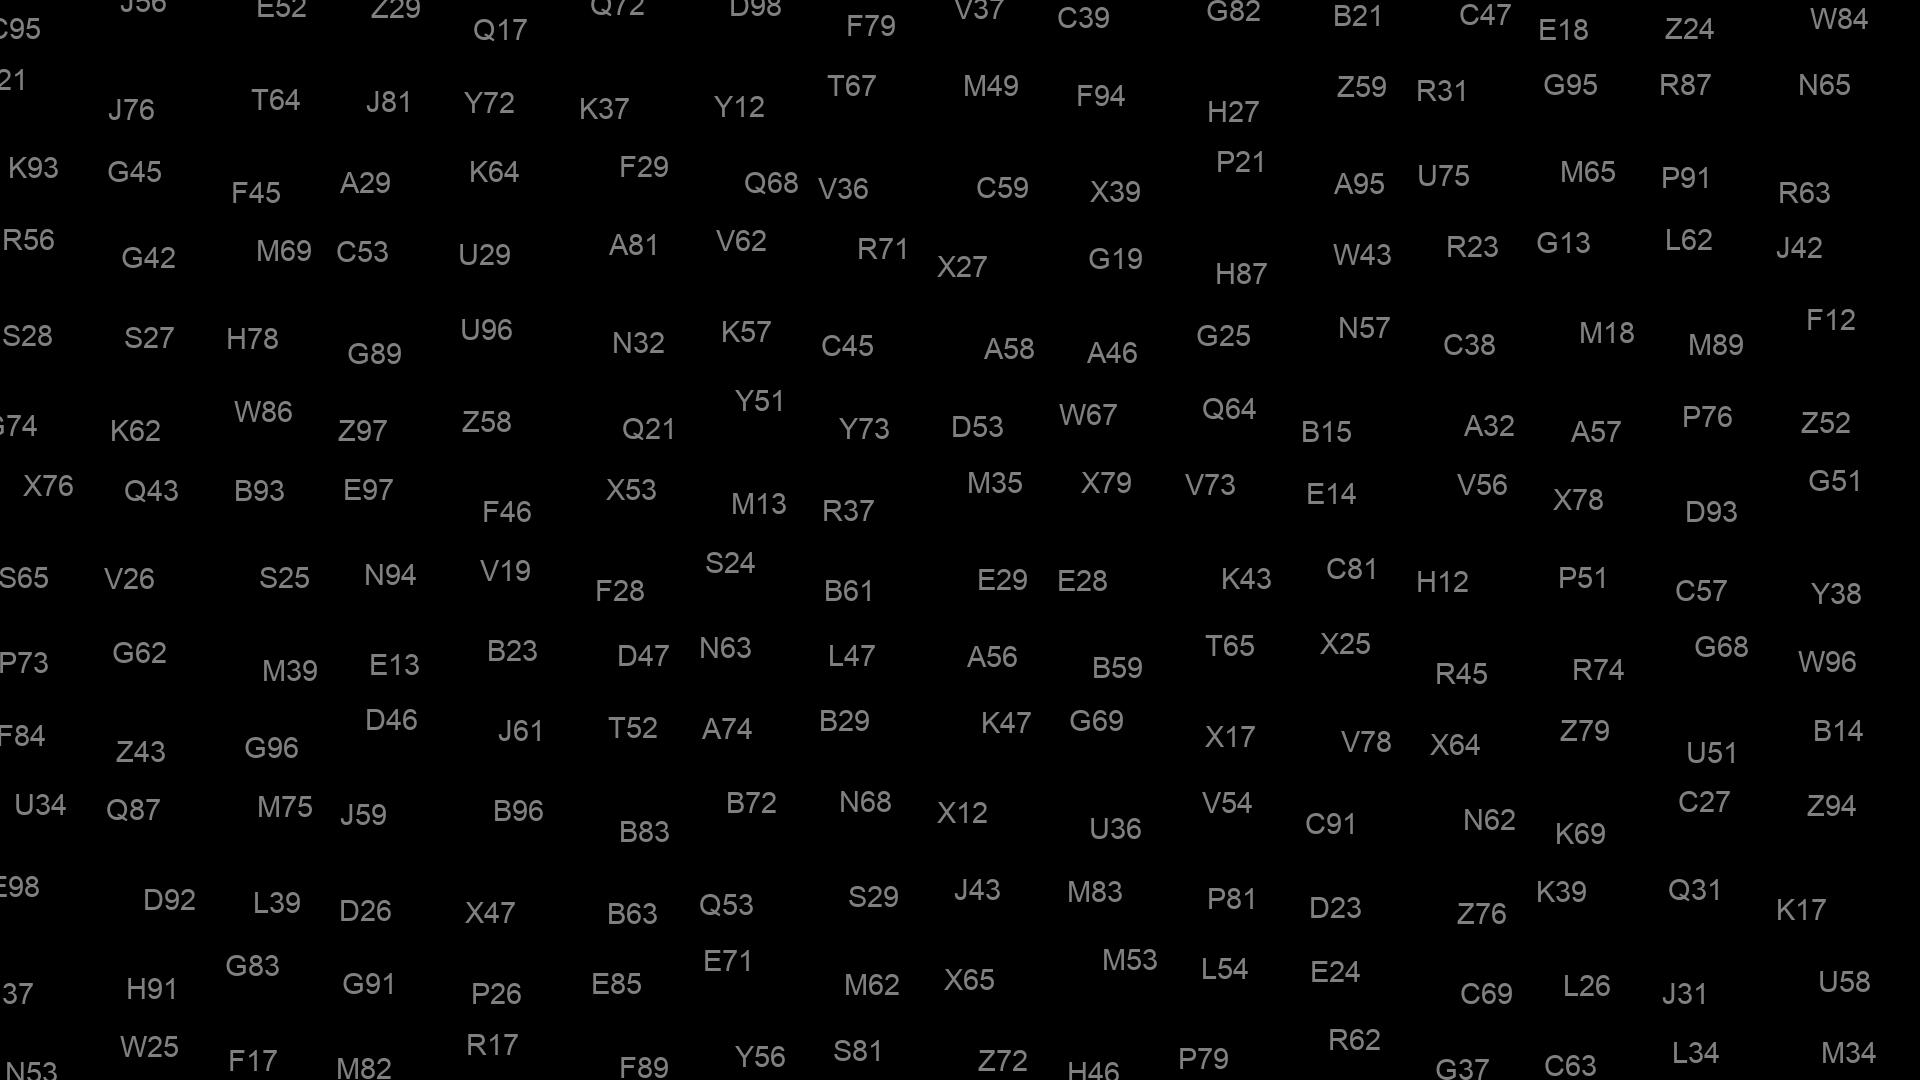 C95 J56 E52 Z29 Q17 Q72 D98 F79 V37 C39 G82 B21 C47 E18 Z24 W84
21 J76 T64 J81 Y72 K37 Y12 T67 M49 F94 H27 Z59 R31 G95 R87 N65
K93 G45 F45 A29 K64 F29 Q68 V36 C59 X39 P21 A95 U75 M65 P91 R63
R56 G42 M69 C53 U29 A81 V62 R71 X27 G19 H87 W43 R23 G13 L62 J42
S28 S27 H78 G89 U96 N32 K57 C45 A58 A46 G25 N57 C38 M18 M89 F12
G74 K62 W86 Z97 Z58 Q21 Y51 Y73 D53 W67 Q64 B15 A32 A57 P76 Z52
X76 Q43 B93 E97 F46 X53 M13 R37 M35 X79 V73 E14 V56 X78 D93 G51
S65 V26 S25 N94 V19 F28 S24 B61 E29 E28 K43 C81 H12 P51 C57 Y38
P73 G62 M39 E13 B23 D47 N63 L47 A56 B59 T65 X25 R45 R74 G68 W96
F84 Z43 G96 D46 J61 T52 A74 B29 K47 G69 X17 V78 X64 Z79 U51 B14
U34 Q87 M75 J59 B96 B83 B72 N68 X12 U36 V54 C91 N62 K69 C27 Z94
E98 D92 L39 D26 X47 B63 Q53 S29 J43 M83 P81 D23 Z76 K39 Q31 K17
37 H91 G83 G91 P26 E85 E71 M62 X65 M53 L54 E24 C69 L26 J31 U58
N53 W25 F17 M82 R17 F89 Y56 S81 Z72 H46 P79 R62 G37 C63 L34 M34